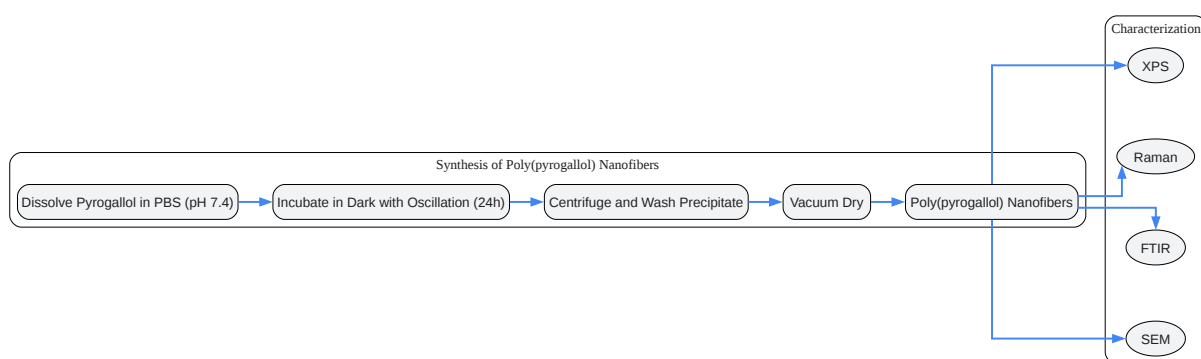 Characterization
XPS
Synthesis of Poly(pyrogallol) Nanofibers
Raman
Dissolve Pyrogallol in PBS (pH 7.4)
Incubate in Dark with Oscillation (24h)
Centrifuge and Wash Precipitate
Vacuum Dry
Poly(pyrogallol) Nanofibers
FTIR
SEM